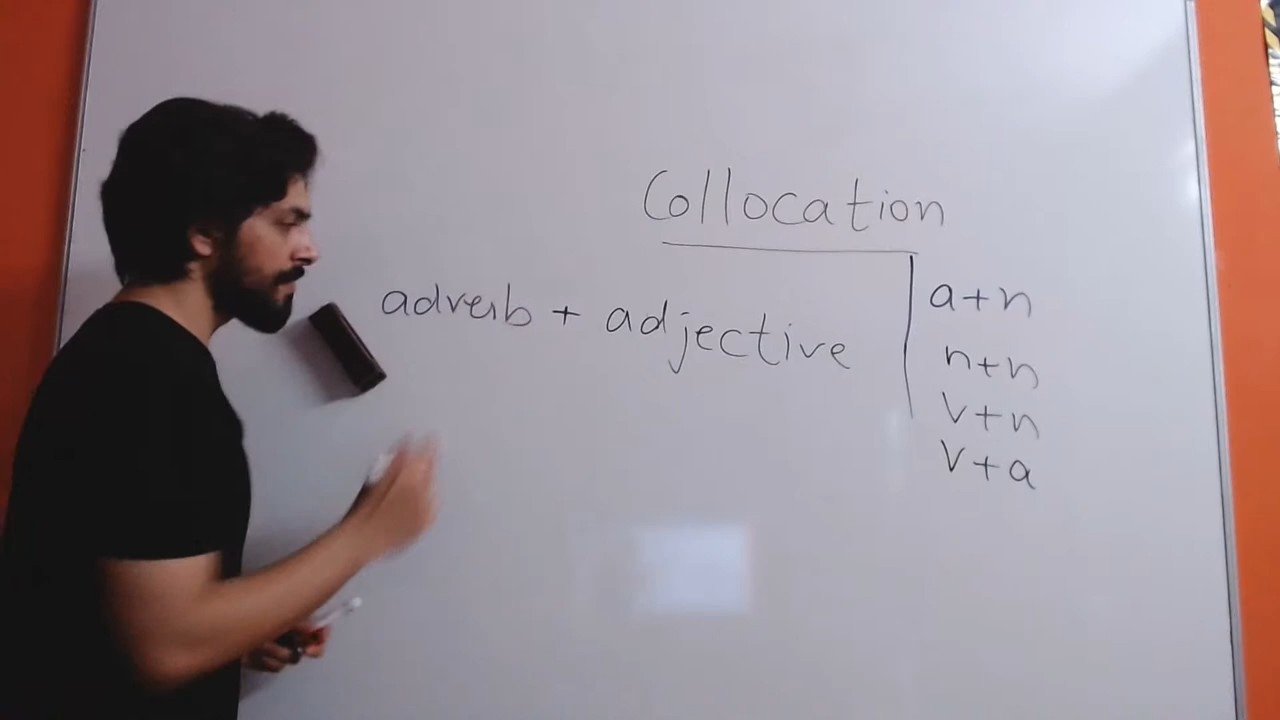 Collocation
adverb + adjective
a+n
n+n
v+n
v+a